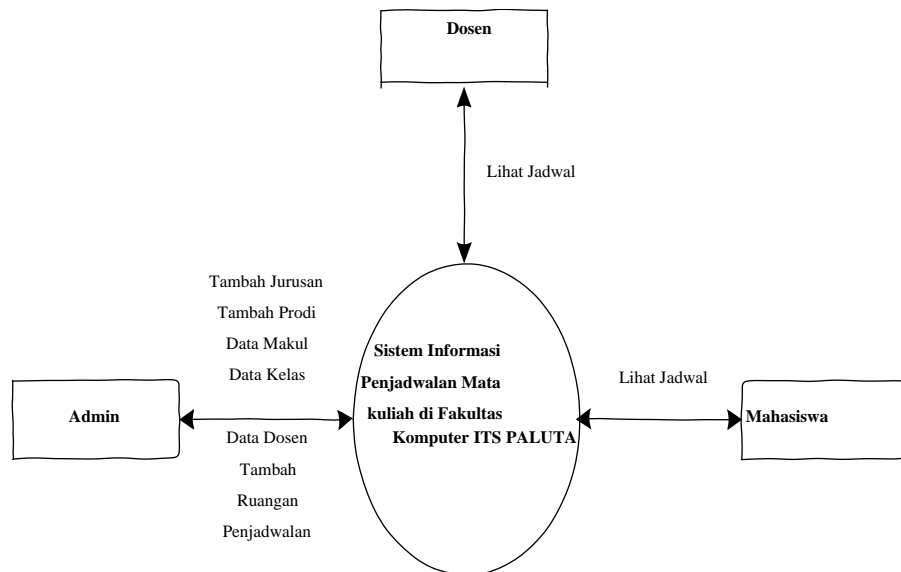 Dosen
Lihat Jadwal
Tambah Jurusan
Tambah Prodi
Data Makul
Data Kelas
Admin
Data Dosen
Tambah
Ruangan
Penjadwalan
Sistem Informasi
Penjadwalan Mata
kuliah di Fakultas
Komputer ITS PALUTA
Lihat Jadwal
Mahasiswa